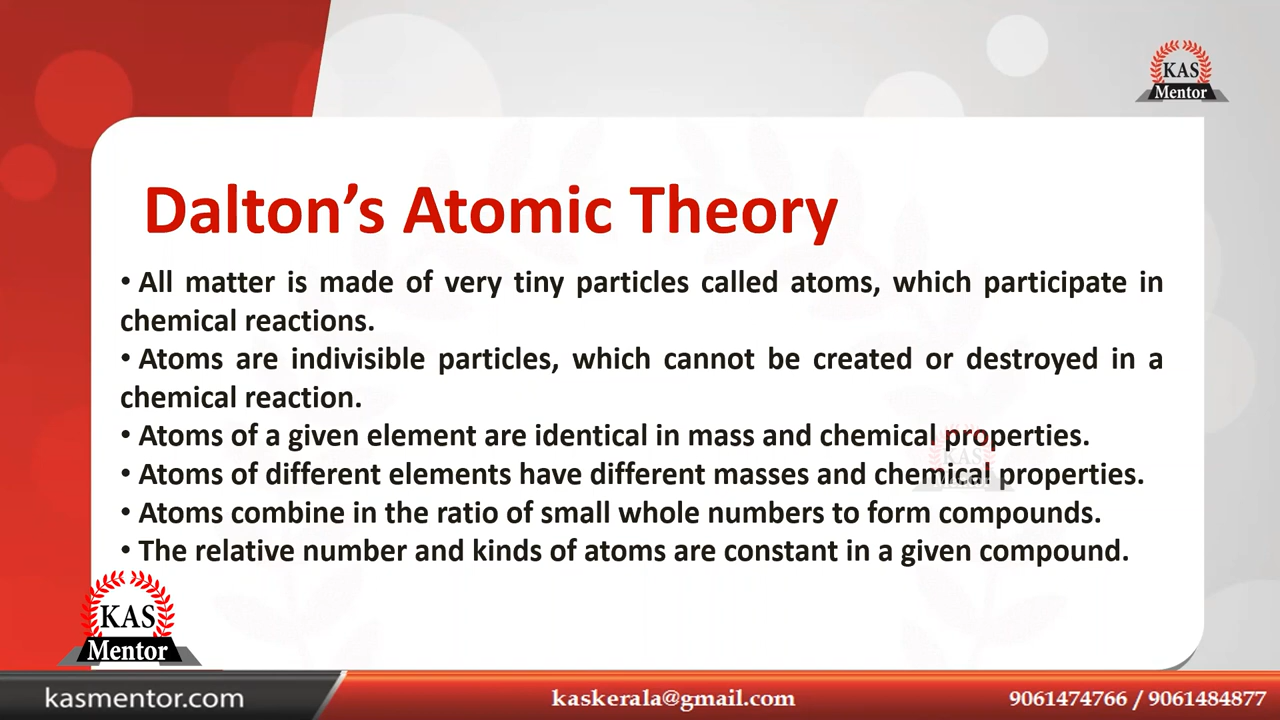 KAS
Mentor
Dalton’s Atomic Theory
• All matter is made of very tiny particles called atoms, which participate in
chemical reactions.
• Atoms are indivisible particles, which cannot be created or destroyed in a
chemical reaction.
• Atoms of a given element are identical in mass and chemical properties.
• Atoms of different elements have different masses and chemical properties.
• Atoms combine in the ratio of small whole numbers to form compounds.
• The relative number and kinds of atoms are constant in a given compound.
KAS
KAS
Mentor
kasmentor.com
kaskerala@gmail.com
9061474766 / 9061484877